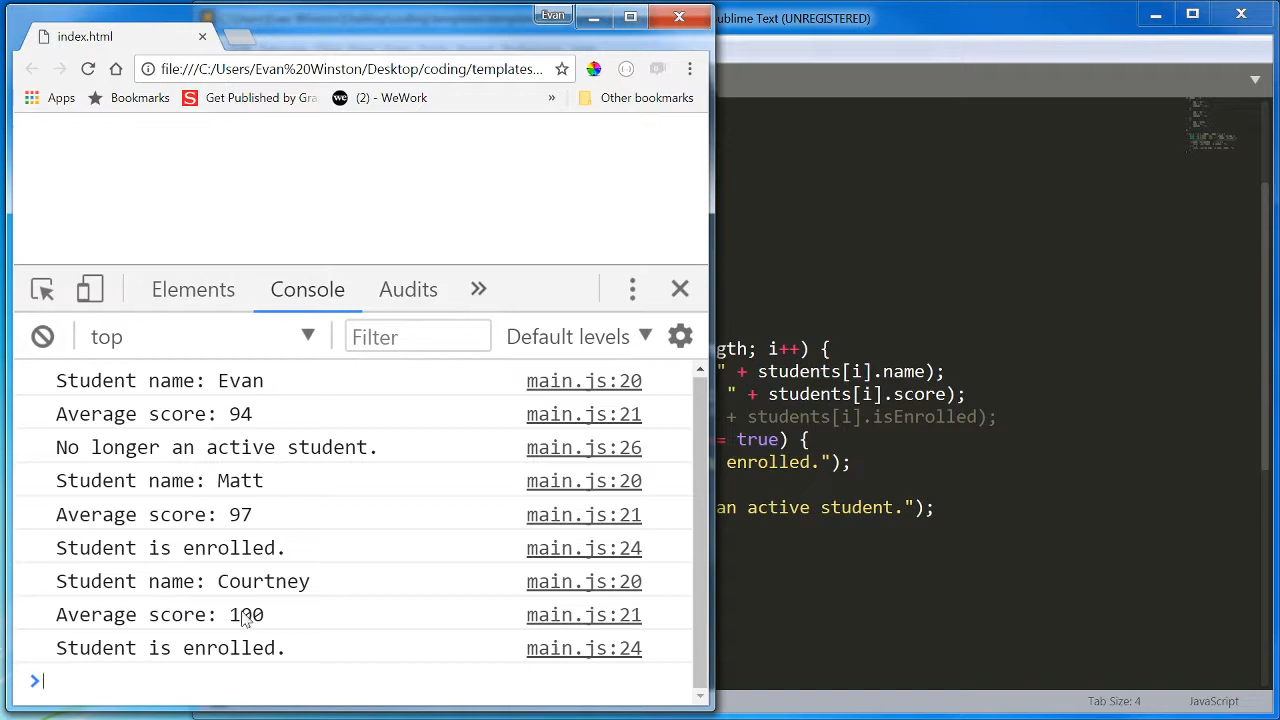 Evan
sublime Text (UNREGISTERED)
index.html
file:///C:/Users/Evan%20Winston/Desktop/coding/templates...
Apps Bookmarks S Get Published by Gra we (2) - WeWork » Other bookmarks
Elements Console Audits »
top Filter Default levels
Student name: Evan main.js:20
Average score: 94 main.js:21
No longer an active student. main.js:26
Student name: Matt main.js:20
Average score: 97 main.js:21
Student is enrolled. main.js:24
Student name: Courtney main.js:20
Average score: 100 main.js:21
Student is enrolled. main.js:24
>
gth; i++) {
" + students[i].name);
" + students[i].score);
+ students[i].isEnrolled);
= true) {
enrolled.");
an active student.");
Tab Size: 4 JavaScript